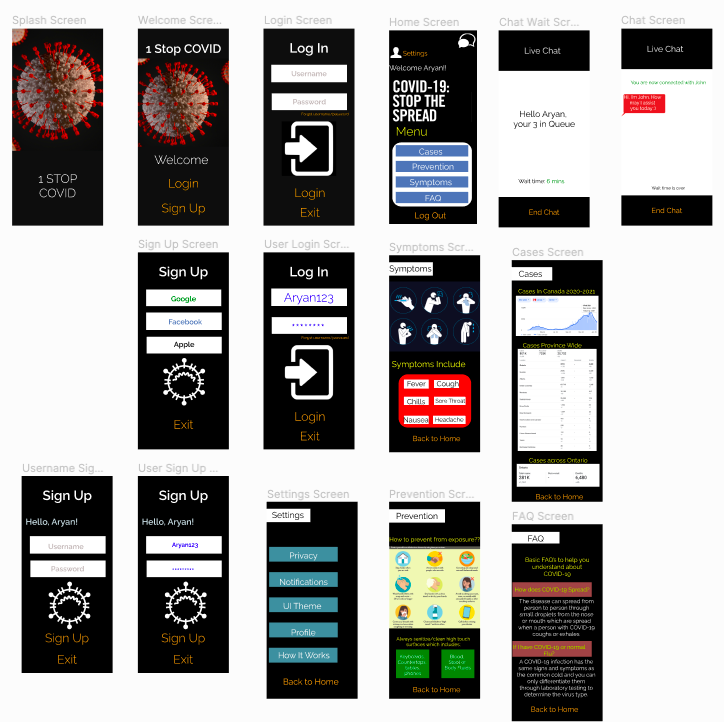 Splash Screen
1 STOP
COVID
Welcome Scre...
1 Stop COVID
Welcome
Login
Sign Up
Login Screen
Log In
Username
Password
Forgot username/password
Login
Exit
Home Screen
Settings
Welcome Aryan!!
COVID-19:
STOP THE
SPREAD
Menu
Cases
Prevention
Symptoms
FAQ
Log Out
Chat Wait Scr...
Live Chat
Hello Aryan,
your 3 in Queue
Wait time: 6 mins
End Chat
Chat Screen
Live Chat
You are now connected with John
Hi, I'm John, How
may I assist
you today :)
Wait time is over
End Chat
Sign Up Screen
Sign Up
Google
Facebook
Apple
Exit
User Login Scr...
Log In
Aryan123
Forgot username/password
Login
Exit
Symptoms Scr...
Symptoms
Symptoms Include
Fever
Cough
Chills
Sore Throat
Nausea
Headache
Back to Home
Cases Screen
Cases
Cases In Canada 2020-2021
Cases Province Wide
Cases across Ontario
381K
6,480
Back to Home
Username Sig...
Sign Up
Hello, Aryan!
Username
Password
Sign Up
Exit
User Sign Up ...
Sign Up
Hello, Aryan!
Aryan123
Sign Up
Exit
Settings Screen
Settings
Privacy
Notifications
UI Theme
Profile
How It Works
Back to Home
Prevention Scr...
Prevention
How to prevent from exposure??
Always sanitize/clean high touch
surfaces which includes:
Keyboards
Countertops
phones
Blood
Stool or
Body Fluids
Back to Home
FAQ Screen
FAQ
Basic FAQ's to help you
understand about
COVID-19
How does COVID-19 Spread?
The disease can spread from
person to person through
small droplets from the nose
or mouth which are spread
when a person with COVID-19
coughs or exhales
If I have COVID-19 or normal
Flu?
A COVID-19 infection has the
same signs and symptoms as
the common cold and you can
only differentiate them
through laboratory testing to
determine the virus type.
Back to Home